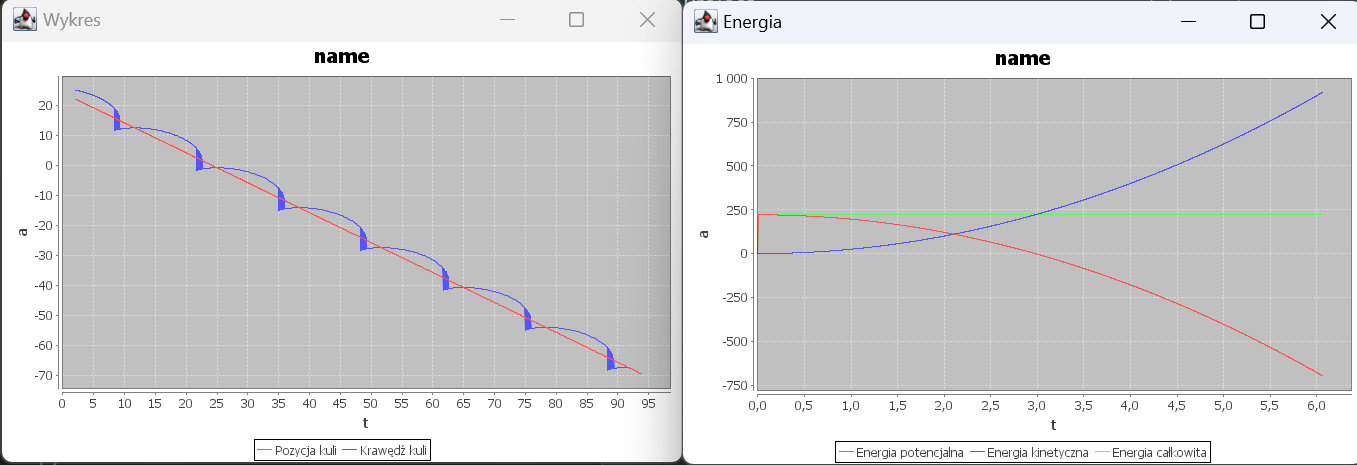 Wykres
name
a
20
10
0
-10
-20
-30
-40
-50
-60
-70
0 5 10 15 20 25 30 35 40 45 50 55 60 65 70 75 80 85 90 95
t
Pozycja kuli Krawędź kuli
Energia
name
a
1 000
750
500
250
0
-250
-500
-750
0,0 0,5 1,0 1,5 2,0 2,5 3,0 3,5 4,0 4,5 5,0 5,5 6,0
t
Energia potencjalna Energia kinetyczna Energia całkowita